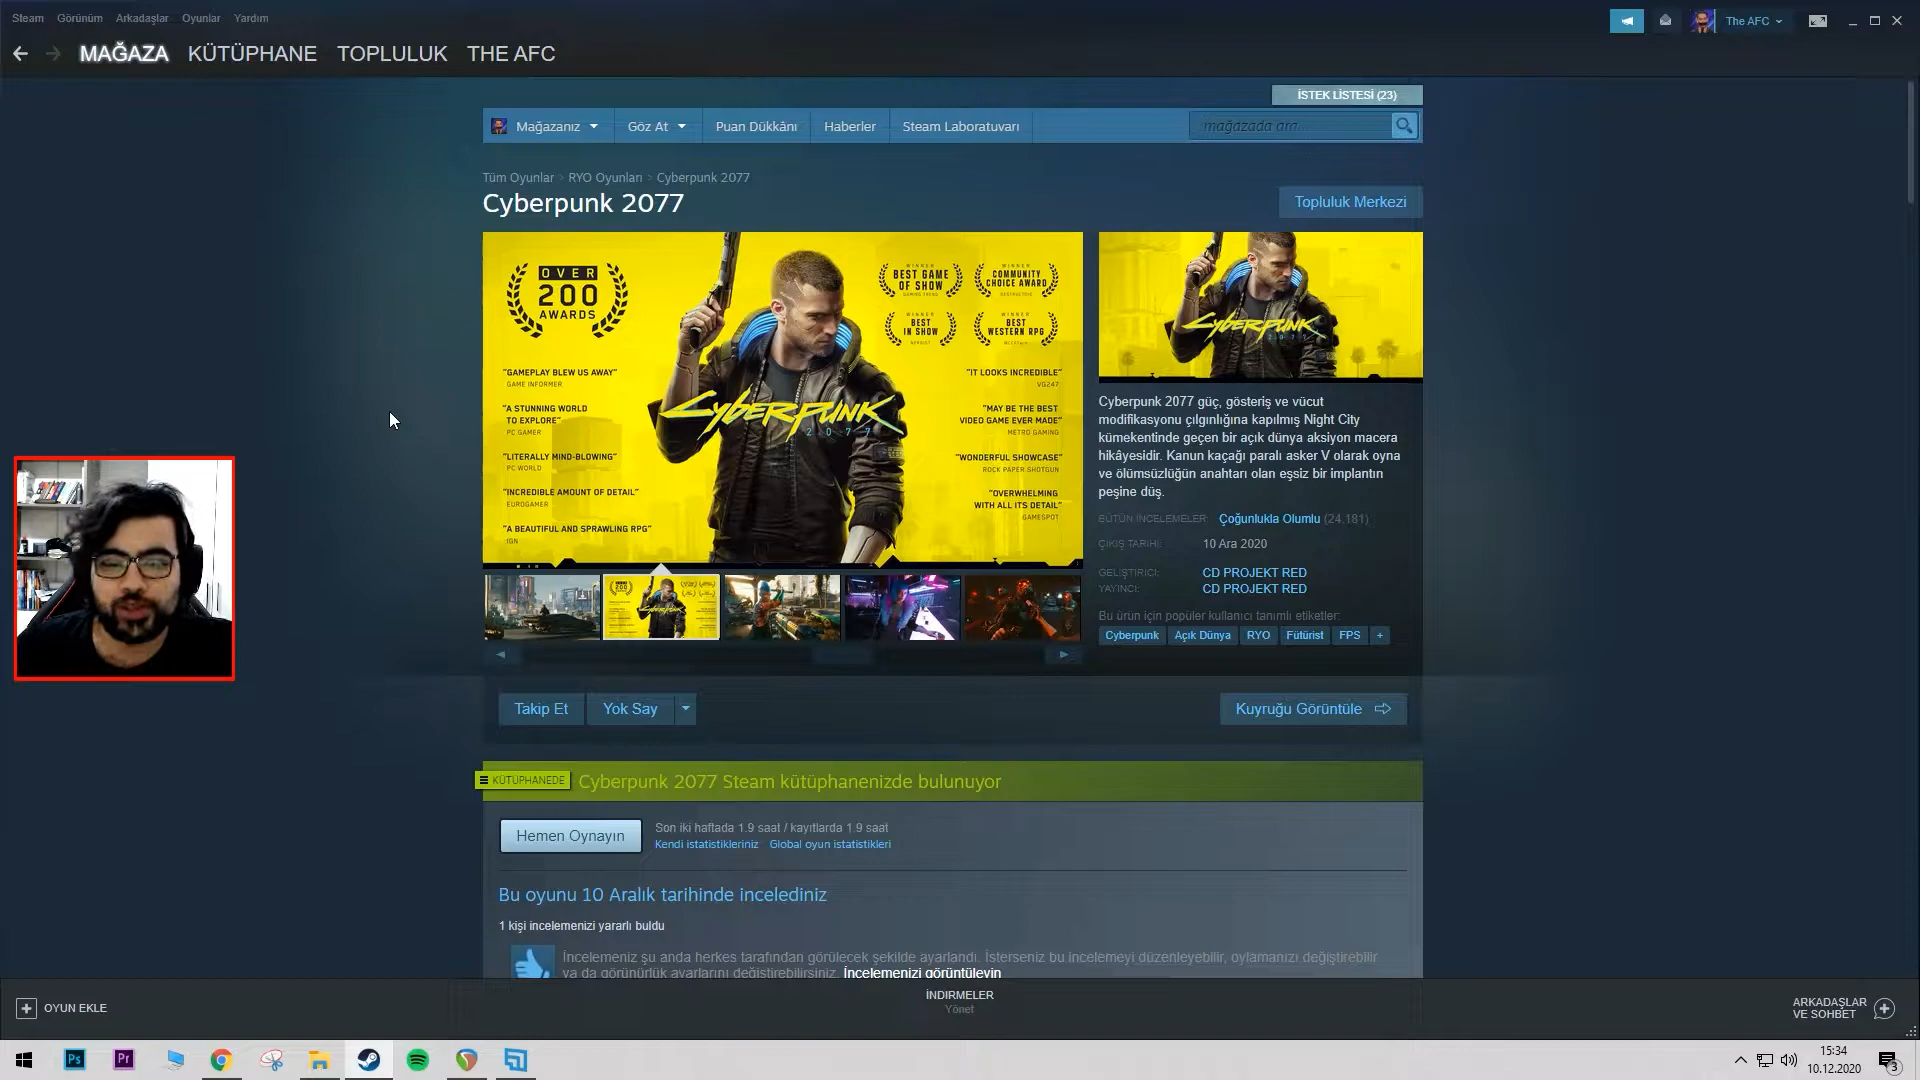 Steam Görünüm Arkadaşlar Oyunlar Yardım
The AFC
MAĞAZA KÜTÜPHANE TOPLULUK THE AFC
İSTEK LİSTESİ (23)
Mağazanız Göz At Puan Dükkânı Haberler Steam Laboratuvarı
mağazada ara...
Tüm Oyunlar > RYO Oyunları > Cyberpunk 2077
Cyberpunk 2077
Topluluk Merkezi
OVER
200
AWARDS
WINNER
BEST GAME
OF SHOW
GAMING TREND
WINNER
COMMUNITY
CHOICE AWARD
DESTRUCTOID
WINNER
BEST
IN SHOW
WINNER
BEST
WESTERN RPG
"GAMEPLAY BLEW US AWAY"
GAME INFORMER
"A STUNNING WORLD
TO EXPLORE"
PC GAMER
"LITERALLY MIND-BLOWING"
PC WORLD
"INCREDIBLE AMOUNT OF DETAIL"
EUROGAMER
"A BEAUTIFUL AND SPRAWLING RPG"
IGN
"IT LOOKS INCREDIBLE"
VG247
"MAY BE THE BEST
VIDEO GAME EVER MADE"
METRO GAMING
"WONDERFUL SHOWCASE"
ROCK PAPER SHOTGUN
"OVERWHELMING
WITH ALL ITS DETAIL"
GAMESPOT
Cyberpunk
2077
Cyberpunk
2077
Cyberpunk 2077 güç, gösteriş ve vücut
modifikasyonu çılgınlığına kapılmış Night City
kümekentinde geçen bir açık dünya aksiyon macera
hikâyesidir. Kanun kaçağı paralı asker V olarak oyna
ve ölümsüzlüğün anahtarı olan eşsiz bir implantın
peşine düş.
BÜTÜN İNCELEMELER: Çoğunlukla Olumlu (24,181)
ÇIKIŞ TARİHİ: 10 Ara 2020
GELİŞTİRİCİ: CD PROJEKT RED
YAYINCI: CD PROJEKT RED
Bu ürün için popüler kullanıcı tanımlı etiketler:
Cyberpunk Açık Dünya RYO Fütürist FPS +
Takip Et Yok Say
Kuyruğu Görüntüle
KÜTÜPHANEDE Cyberpunk 2077 Steam kütüphanenizde bulunuyor
Hemen Oynayın
Son iki haftada 1.9 saat / kayıtlarda 1.9 saat
Kendi istatistikleriniz Global oyun istatistikleri
Bu oyunu 10 Aralık tarihinde incelediniz
1 kişi incelemenizi yararlı buldu
İncelemeniz şu anda herkes tarafından görülecek şekilde ayarlandı. İsterseniz bu incelemeyi düzenleyebilir, oylamanızı değiştirebilir
ya da görünürlük ayarlarını değiştirebilirsiniz. İncelemenizi görüntüleyin
OYUN EKLE
İNDİRMELER
Yönet
ARKADAŞLAR
VE SOHBET
Ps Pr
15:34
10.12.2020
3